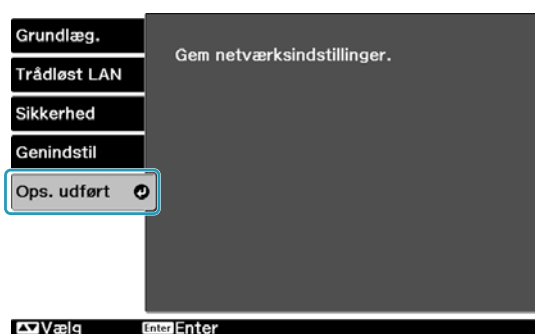 Grundlæg.
Trådløst LAN
Sikkerhed
Genindstil
Ops. udført
Gem netværksindstillinger.
Vælg Enter Enter